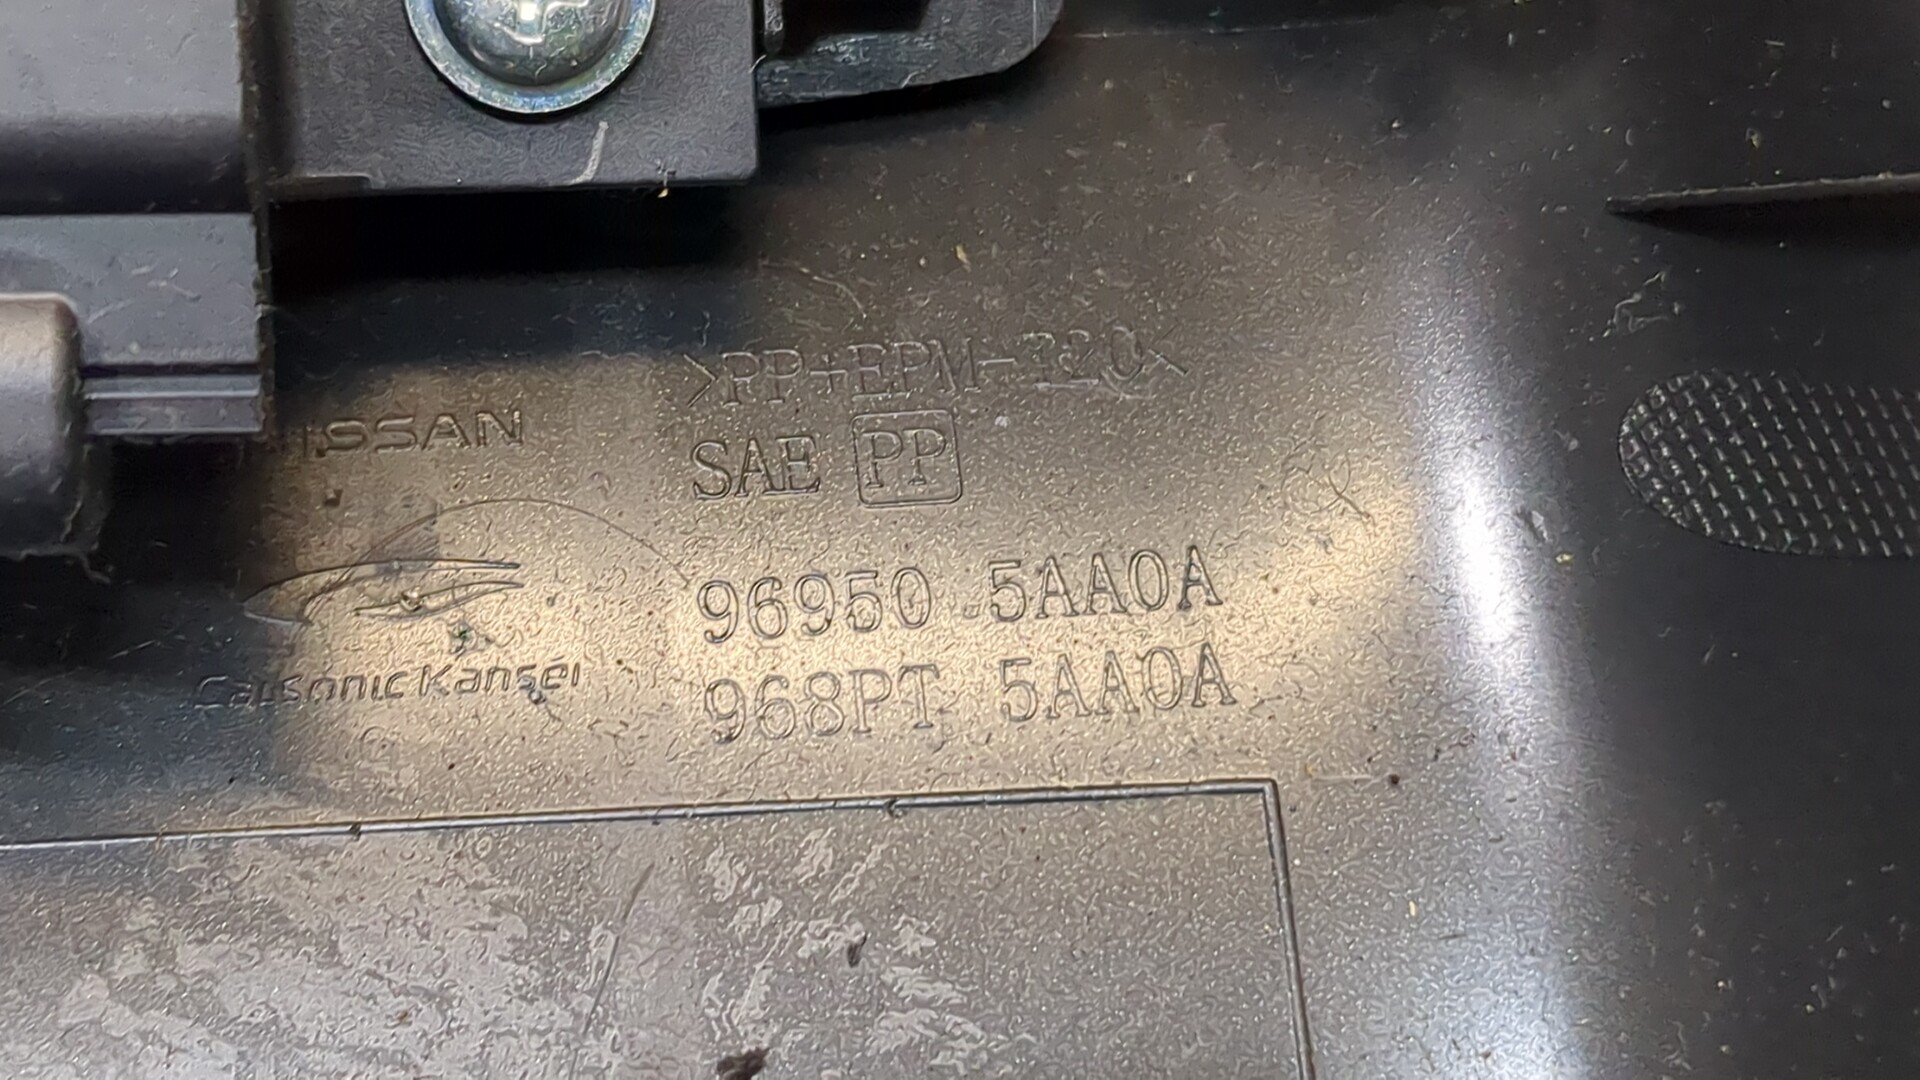 >PP+EPM-T20<
NISSAN
SAE PP
96950 5AA0A
CalsonicKansei
968PT 5AA0A